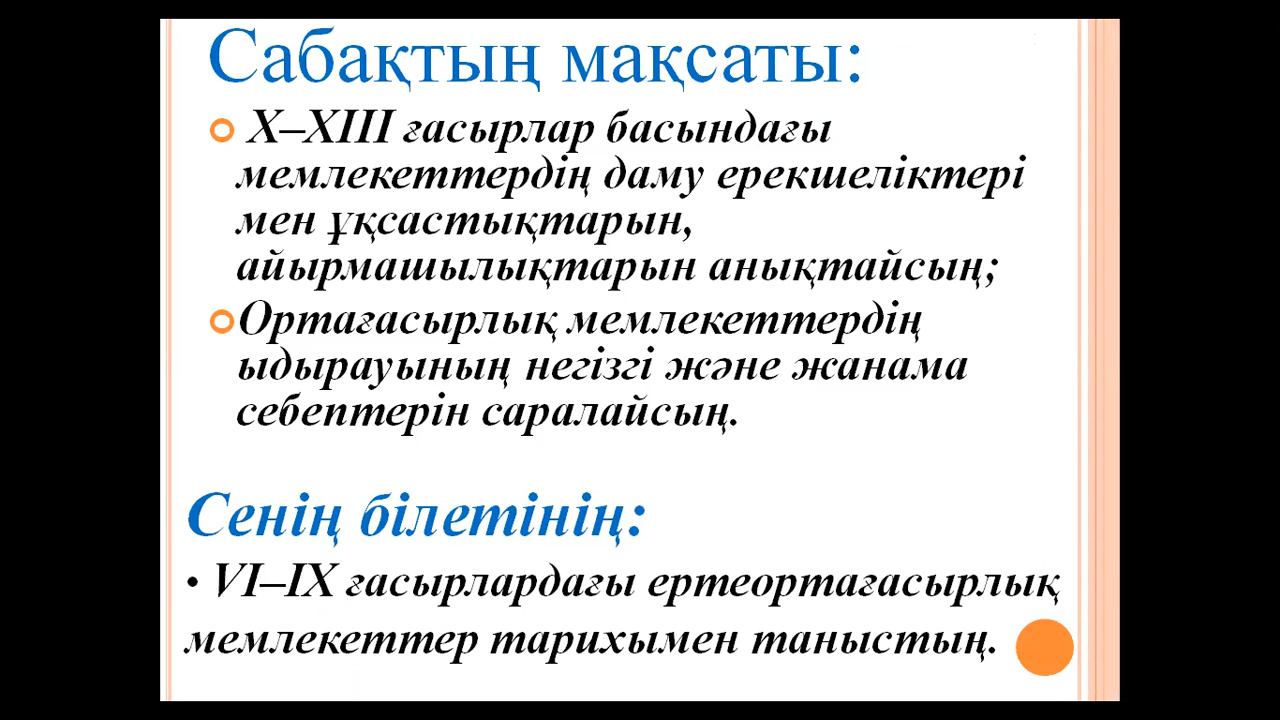 Сабақтың мақсаты:
X–XIII ғасырлар басындағы
мемлекеттердің даму ерекшеліктері
мен ұқсастықтарын,
айырмашылықтарын анықтайсың;
Ортағасырлық мемлекеттердің
ыдырауының негізгі және жанама
себептерін саралайсың.
Сенің білетінің:
• VI–IX ғасырлардағы ертеортағасырлық
мемлекеттер тарихымен таныстың.